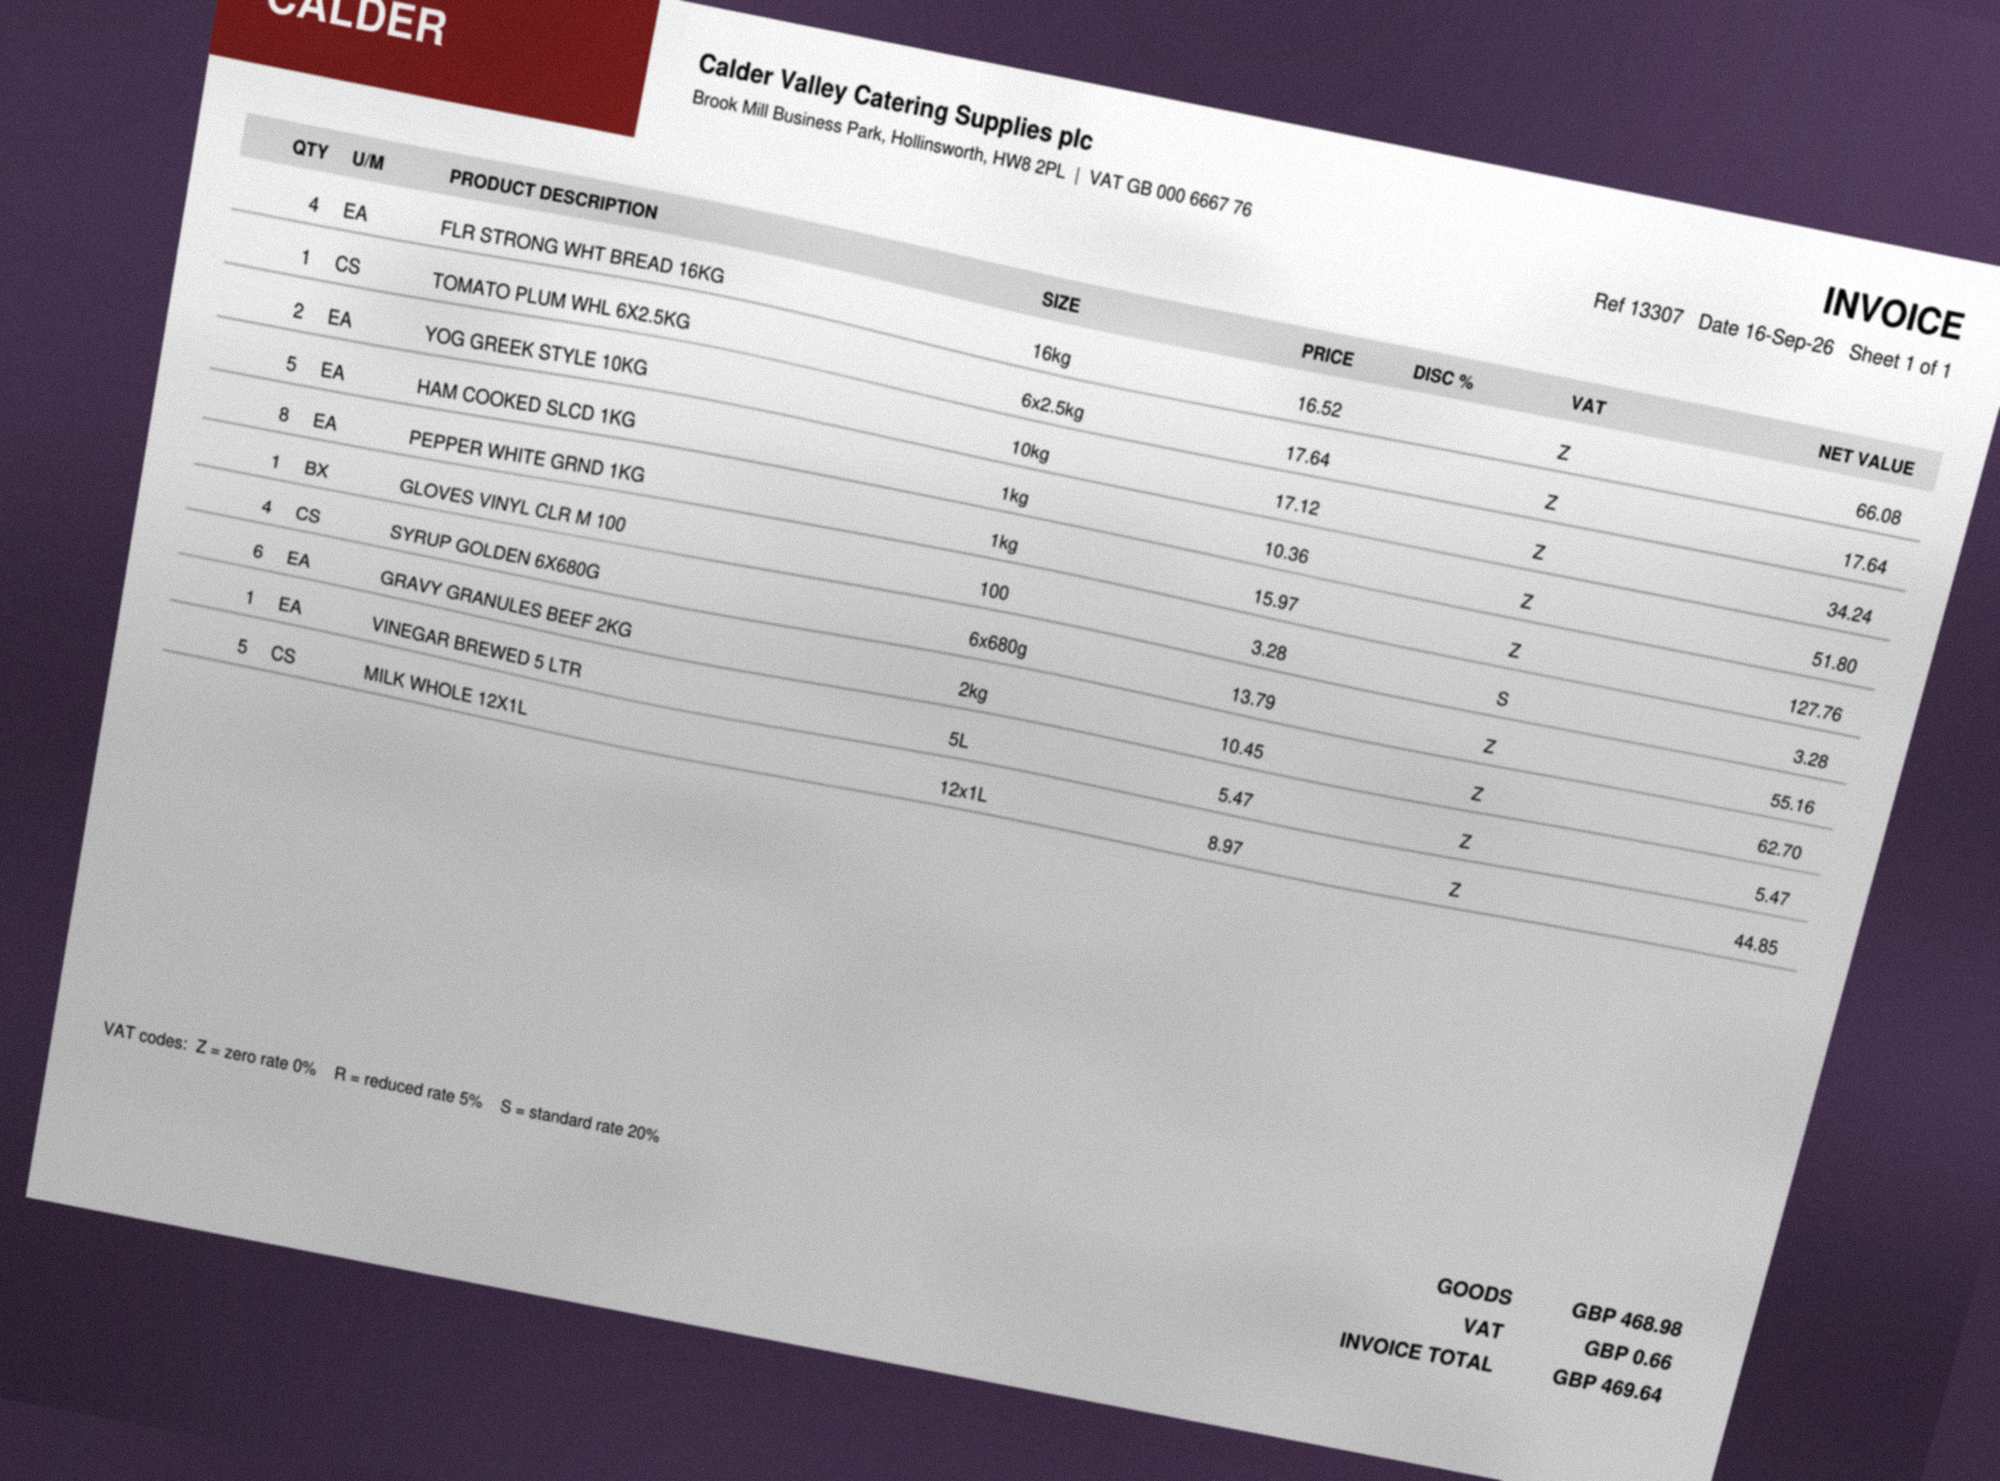 CALDER
Calder Valley Catering Supplies plc
Brook Mill Business Park, Hollinsworth, HW8 2PL | VAT GB 000 6667 76
INVOICE
Ref 13307 Date 16-Sep-26 Sheet 1 of 1
QTY U/M PRODUCT DESCRIPTION SIZE PRICE DISC % VAT NET VALUE
4 EA FLR STRONG WHT BREAD 16KG 16kg 16.52 Z 66.08
1 CS TOMATO PLUM WHL 6X2.5KG 6x2.5kg 17.64 Z 17.64
2 EA YOG GREEK STYLE 10KG 10kg 17.12 Z 34.24
5 EA HAM COOKED SLCD 1KG 1kg 10.36 Z 51.80
8 EA PEPPER WHITE GRND 1KG 1kg 15.97 Z 127.76
1 BX GLOVES VINYL CLR M 100 100 3.28 S 3.28
4 CS SYRUP GOLDEN 6X680G 6x680g 13.79 Z 55.16
6 EA GRAVY GRANULES BEEF 2KG 2kg 10.45 Z 62.70
1 EA VINEGAR BREWED 5 LTR 5L 5.47 Z 5.47
5 CS MILK WHOLE 12X1L 12x1L 8.97 Z 44.85
VAT codes: Z = zero rate 0% R = reduced rate 5% S = standard rate 20%
GOODS GBP 468.98
VAT GBP 0.66
INVOICE TOTAL GBP 469.64